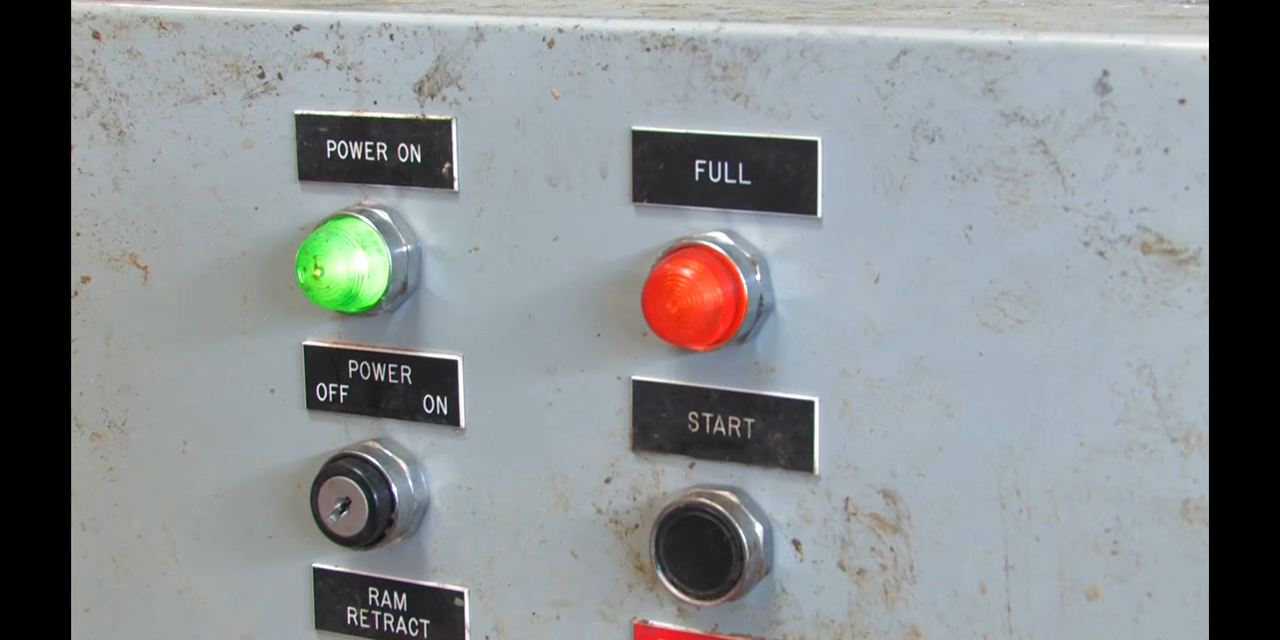 POWER ON
FULL
POWER
OFF ON
START
RAM
RETRACT